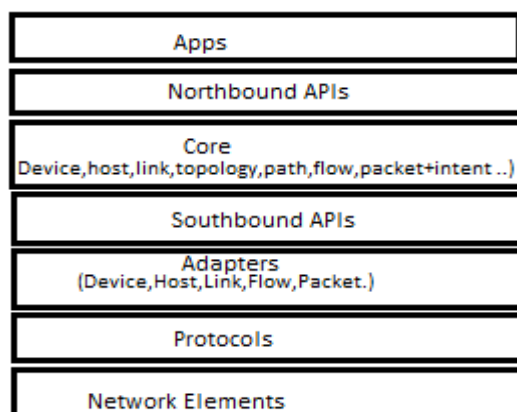 Apps
Northbound APIs
Core
Device,host,link,topology,path,flow,packet+intent ..)
Southbound APIs
Adapters
(Device,Host,Link,Flow,Packet.)
Protocols
Network Elements